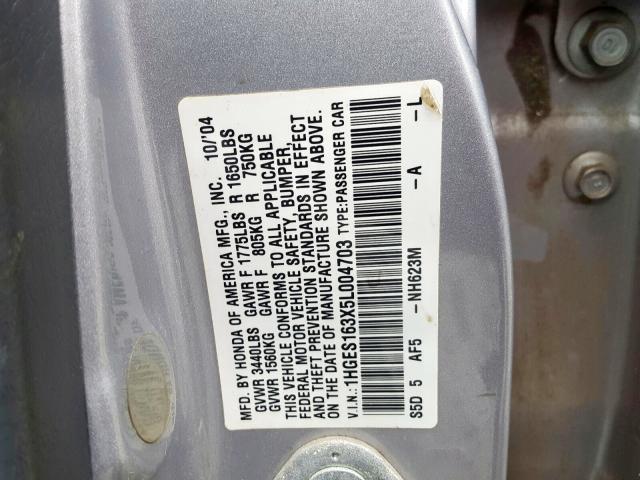 MFD. BY HONDA OF AMERICA MFG., INC. 10/'04
GVWR 3440LBS GAWR F 1775LBS R 1650LBS
GVWR 1560KG GAWR F 805KG R 750KG
THIS VEHICLE CONFORMS TO ALL APPLICABLE
FEDERAL MOTOR VEHICLE SAFETY, BUMPER,
AND THEFT PREVENTION STANDARDS IN EFFECT
ON THE DATE OF MANUFACTURE SHOWN ABOVE.
V.I.N.: 1HGES163X5L004703 TYPE:PASSENGER CAR
S5D 5 AF5 -NH623M -A -L